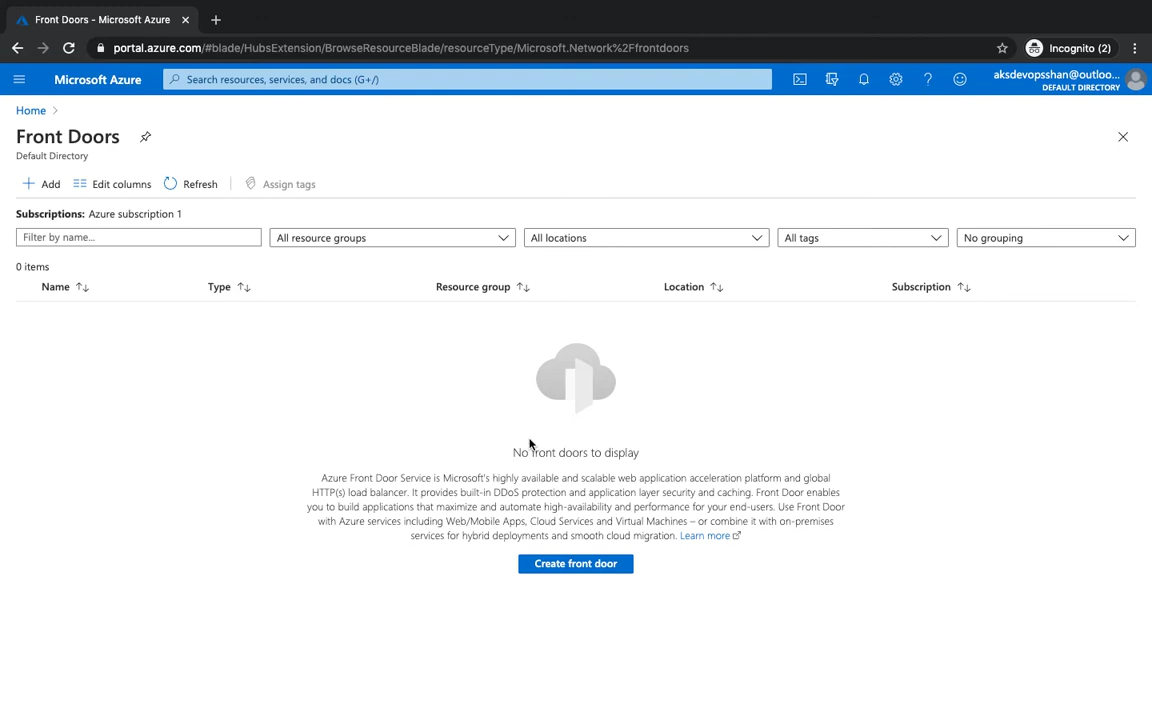 Front Doors - Microsoft Azure
portal.azure.com/#blade/HubsExtension/BrowseResourceBlade/resourceType/Microsoft.Network%2Ffrontdoors
Incognito (2)
Microsoft Azure
Search resources, services, and docs (G+/)
aksdevopsshan@outloo...
DEFAULT DIRECTORY
Home
Front Doors
Default Directory
Add
Edit columns
Refresh
Assign tags
Subscriptions: Azure subscription 1
Filter by name...
All resource groups
All locations
All tags
No grouping
0 items
Name
Type
Resource group
Location
Subscription
No front doors to display
Azure Front Door Service is Microsoft's highly available and scalable web application acceleration platform and global
HTTP(s) load balancer. It provides built-in DDoS protection and application layer security and caching. Front Door enables
you to build applications that maximize and automate high-availability and performance for your end-users. Use Front Door
with Azure services including Web/Mobile Apps, Cloud Services and Virtual Machines – or combine it with on-premises
services for hybrid deployments and smooth cloud migration. Learn more
Create front door